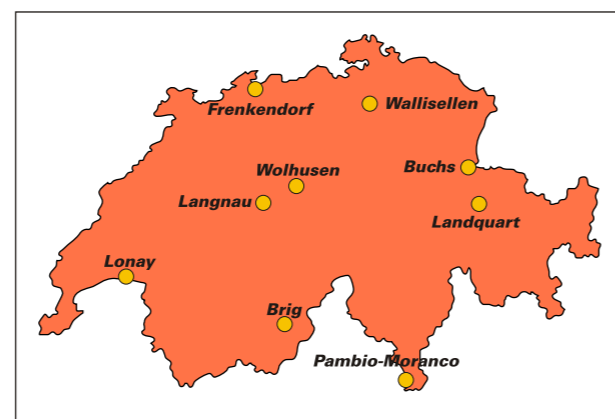 Frenkendorf
Wallisellen
Wolhusen
Buchs
Langnau
Landquart
Lonay
Brig
Pambio-Moranco